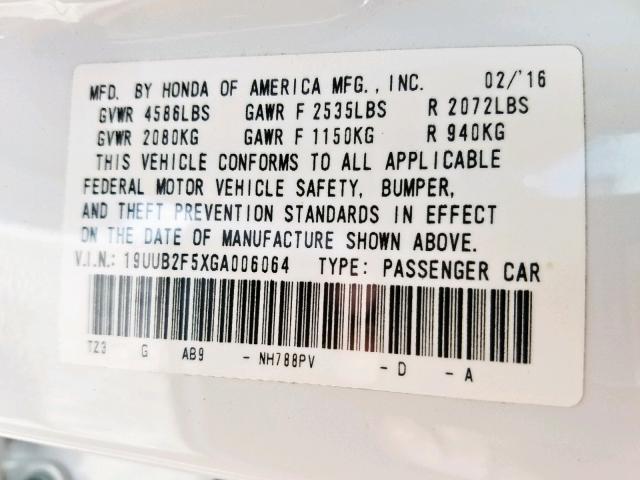 MFD. BY HONDA OF AMERICA MFG., INC. 02/'16
GVWR 4586LBS GAWR F 2535LBS R 2072LBS
GVWR 2080KG GAWR F 1150KG R 940KG
THIS VEHICLE CONFORMS TO ALL APPLICABLE
FEDERAL MOTOR VEHICLE SAFETY, BUMPER,
AND THEFT PREVENTION STANDARDS IN EFFECT
ON THE DATE OF MANUFACTURE SHOWN ABOVE.
V.I.N.: 19UUB2F5XGA006064 TYPE: PASSENGER CAR
TZ3 G AB9 - NH788PV - D - A